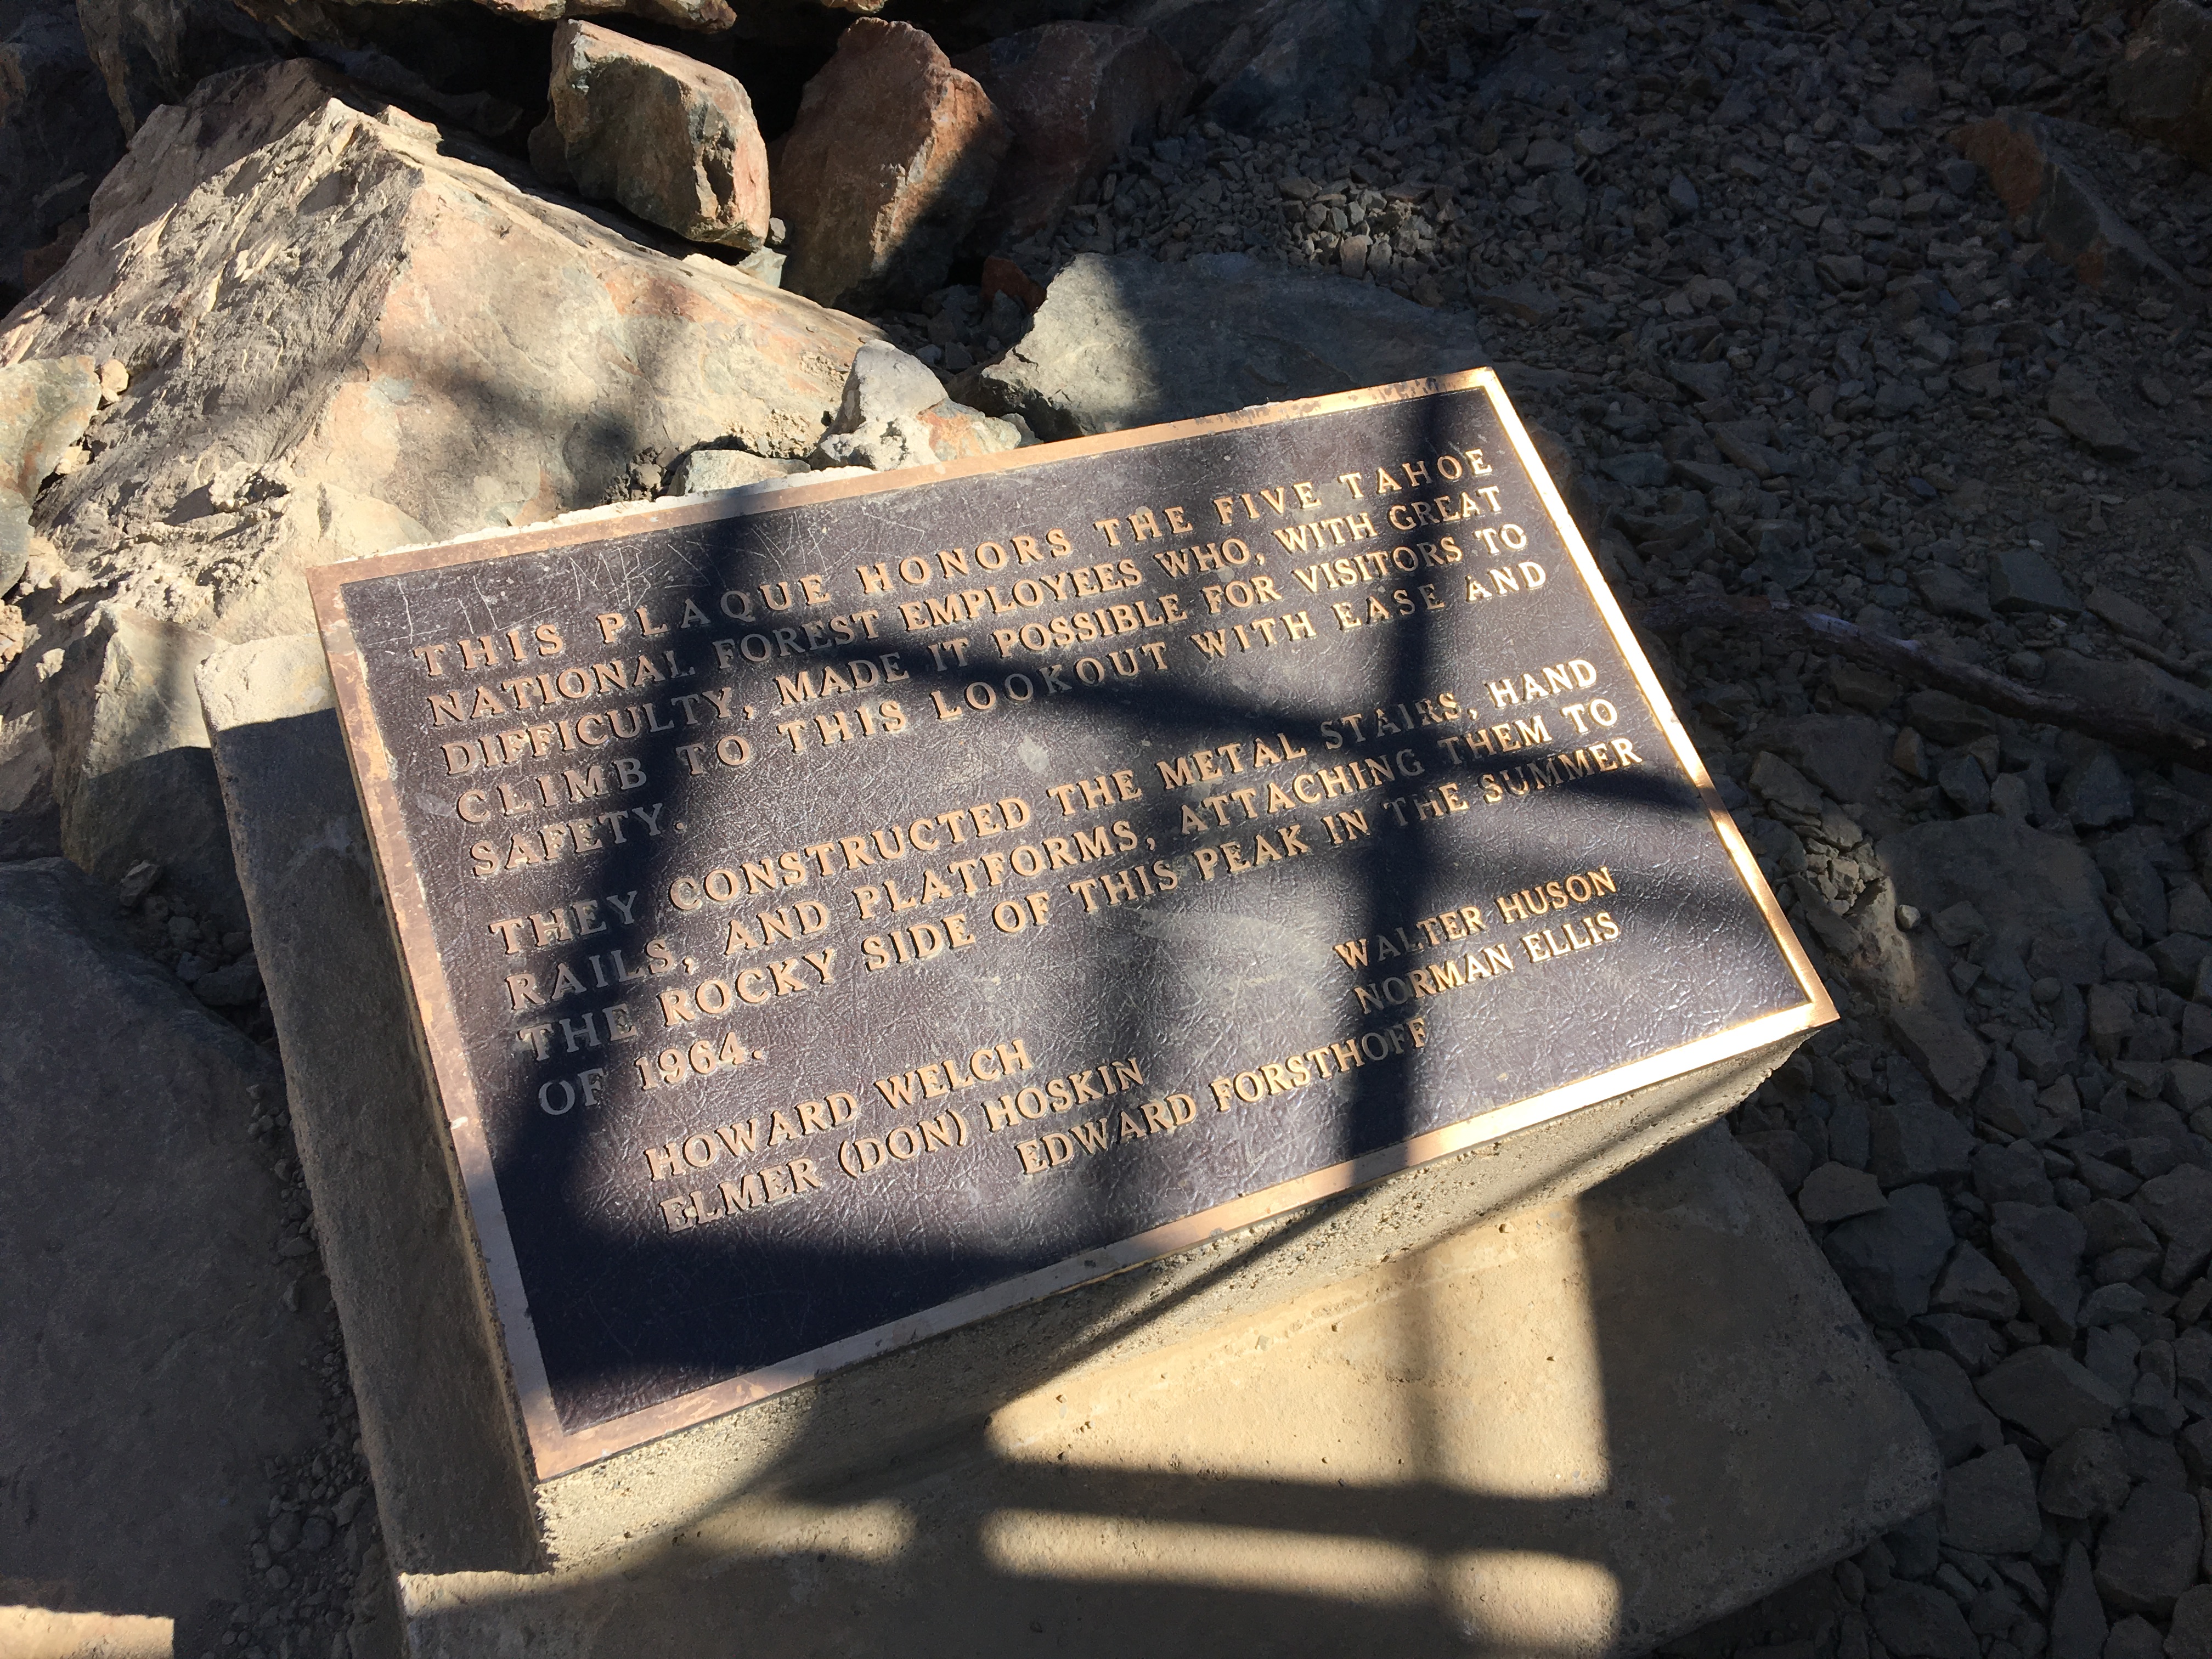 THIS PLAQUE HONORS THE FIVE TAHOE
NATIONAL FOREST EMPLOYEES WHO, WITH GREAT
DIFFICULTY, MADE IT POSSIBLE FOR VISITORS TO
CLIMB TO THIS LOOKOUT WITH EASE AND
SAFETY.
THEY CONSTRUCTED THE METAL STAIRS, HAND
RAILS, AND PLATFORMS, ATTACHING THEM TO
THE ROCKY SIDE OF THIS PEAK IN THE SUMMER
OF 1964.
HOWARD WELCH WALTER HUSON
ELMER (DON) HOSKIN NORMAN ELLIS
EDWARD FORSTHOFF